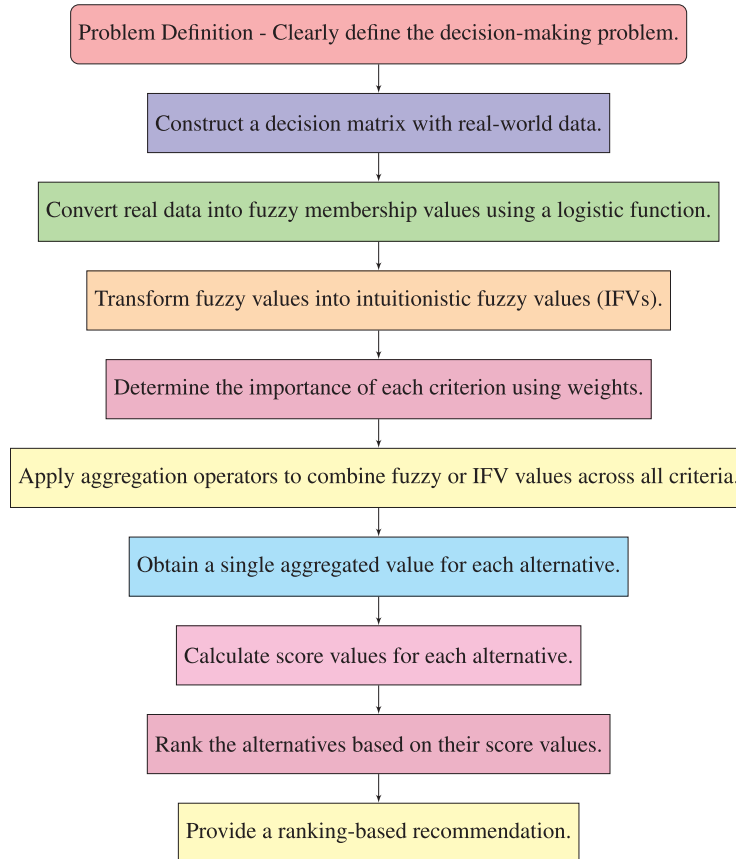 Problem Definition - Clearly define the decision-making problem.
Construct a decision matrix with real-world data.
Convert real data into fuzzy membership values using a logistic function.
Transform fuzzy values into intuitionistic fuzzy values (IFVs).
Determine the importance of each criterion using weights.
Apply aggregation operators to combine fuzzy or IFV values across all criteria.
Obtain a single aggregated value for each alternative.
Calculate score values for each alternative.
Rank the alternatives based on their score values.
Provide a ranking-based recommendation.